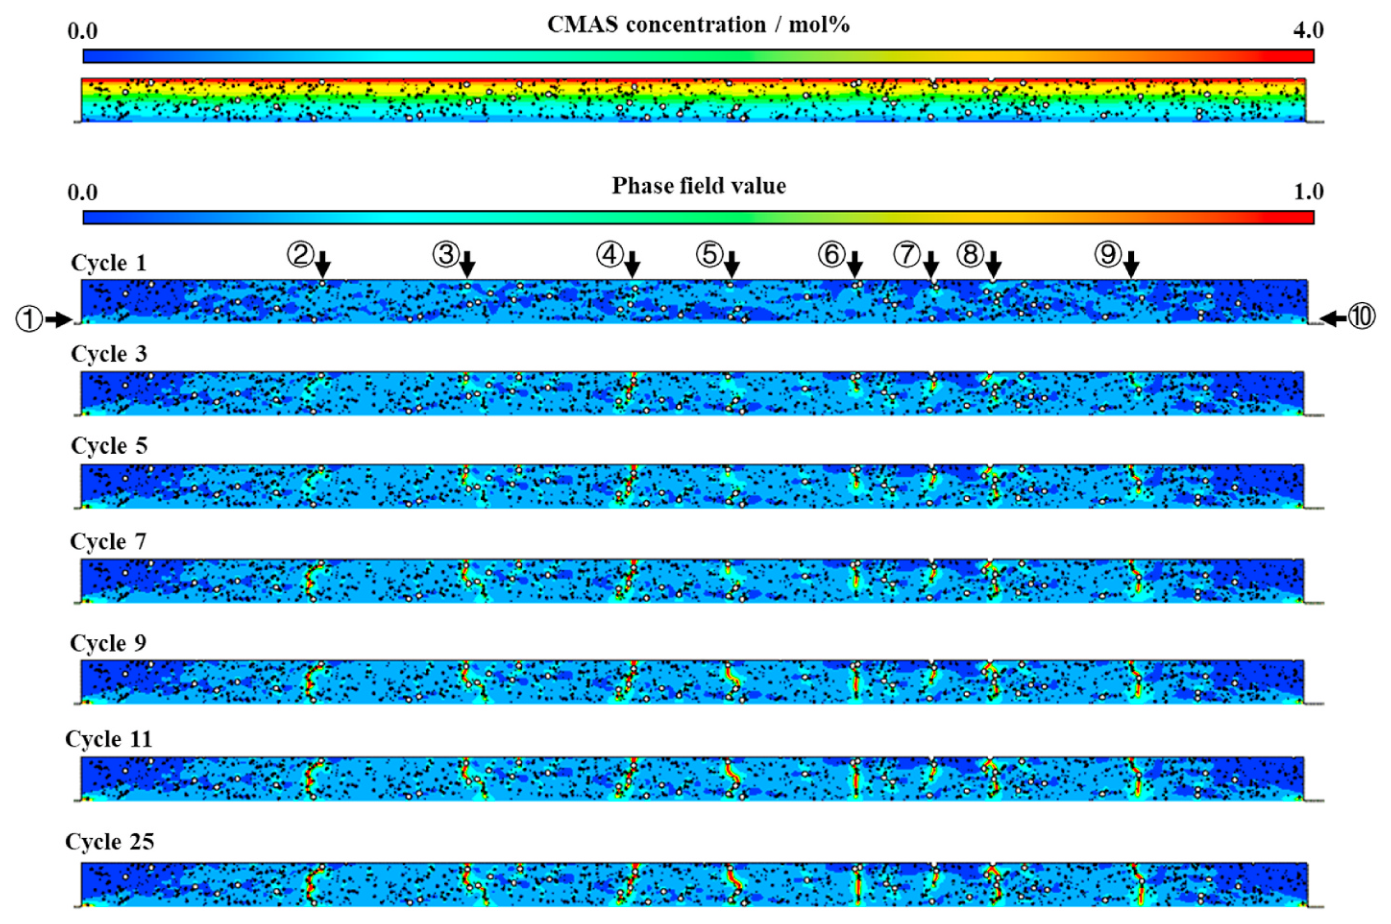 CMAS concentration / mol%
0.0 4.0
Phase field value
0.0 1.0
Cycle 1 ② ③ ④ ⑤ ⑥ ⑦ ⑧ ⑨
① ⑩
Cycle 3
Cycle 5
Cycle 7
Cycle 9
Cycle 11
Cycle 25